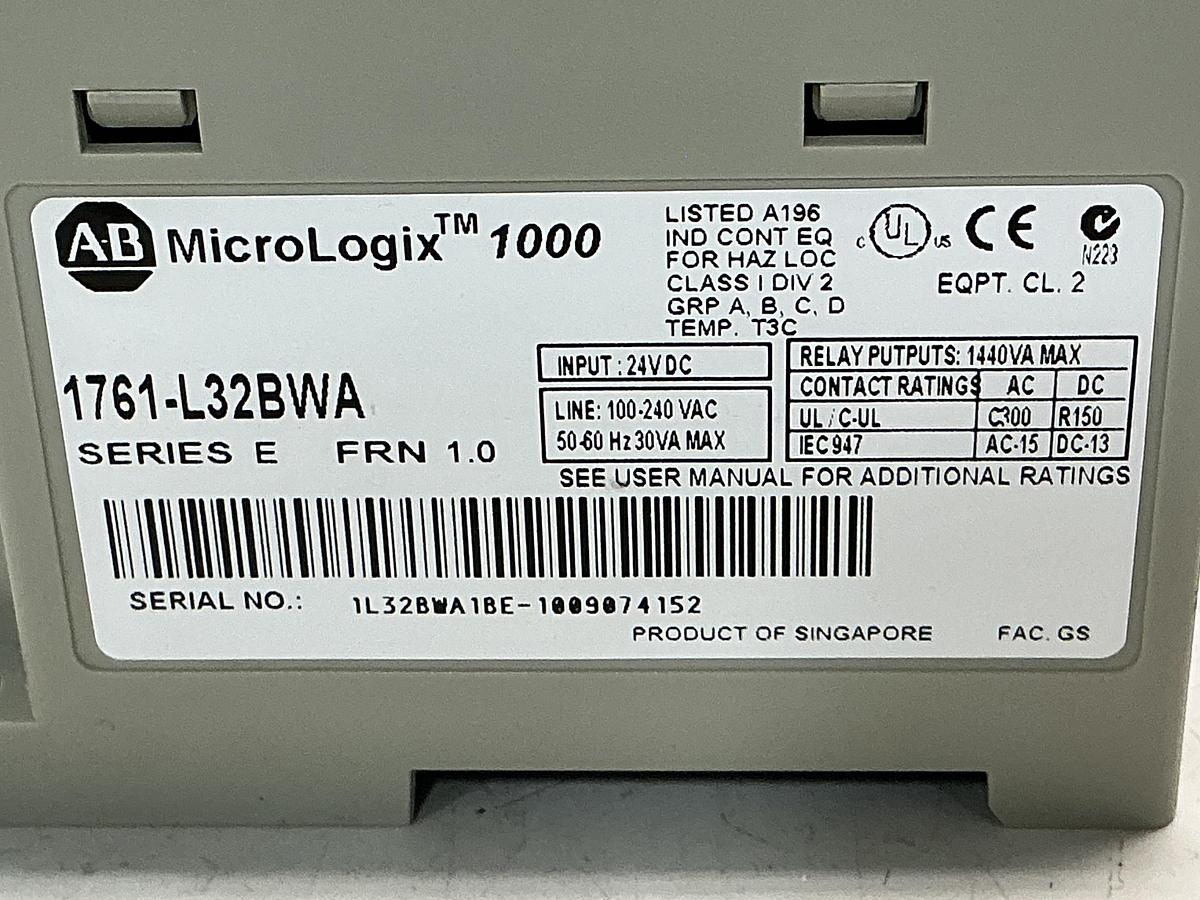 AB MicroLogix™ 1000
LISTED A196
IND CONT EQ
FOR HAZ LOC
CLASS I DIV 2
GRP A, B, C, D
TEMP. T3C
C UL US CE
N223
EQPT. CL. 2
1761-L32BWA
SERIES E FRN 1.0
INPUT : 24V DC
LINE: 100-240 VAC
50-60 Hz 30VA MAX
RELAY PUTPUTS: 1440VA MAX
CONTACT RATINGS AC DC
UL / C-UL C300 R150
IEC 947 AC-15 DC-13
SEE USER MANUAL FOR ADDITIONAL RATINGS
SERIAL NO.: 1L32BWA1BE-1009074152
PRODUCT OF SINGAPORE FAC. GS